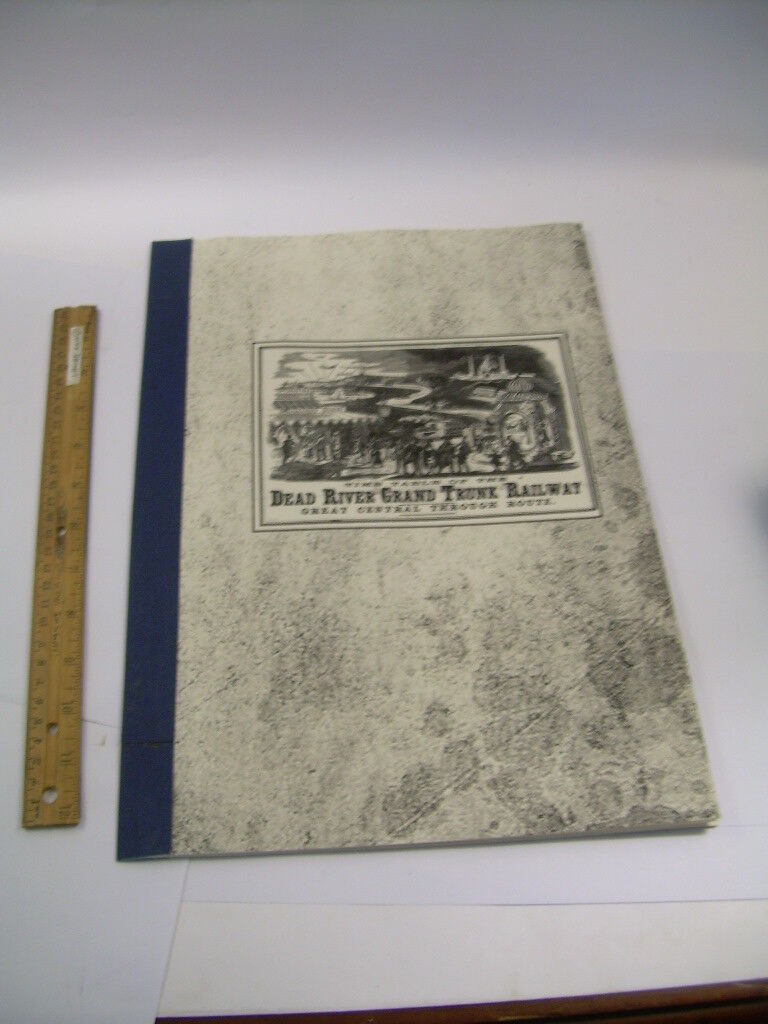 TIME TABLE OF THE
DEAD RIVER GRAND TRUNK RAILWAY
GREAT CENTRAL THROUGH ROUTE.